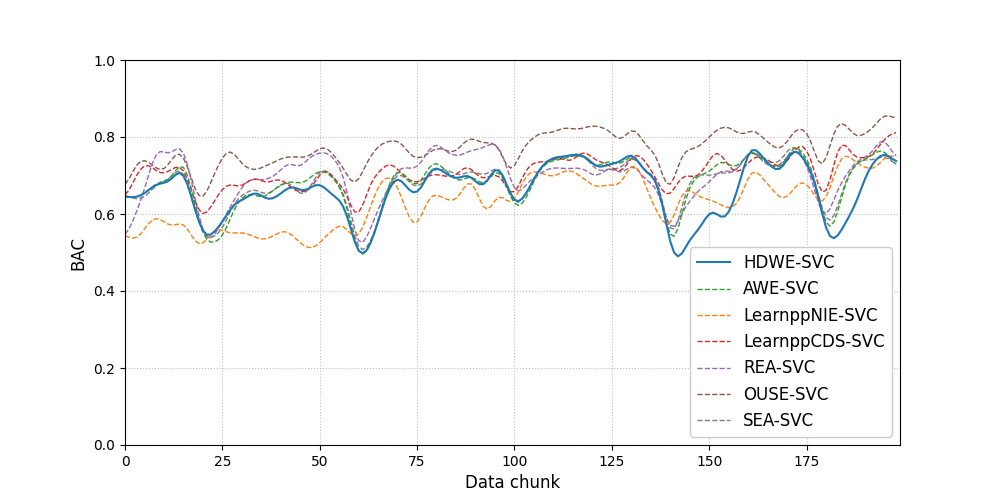 1.0
0.8
0.6
0.4
0.2
0.0
BAC
0
25
50
75
100
125
150
175
Data chunk
HDWE-SVC
AWE-SVC
LearnppNIE-SVC
LearnppCDS-SVC
REA-SVC
OUSE-SVC
SEA-SVC